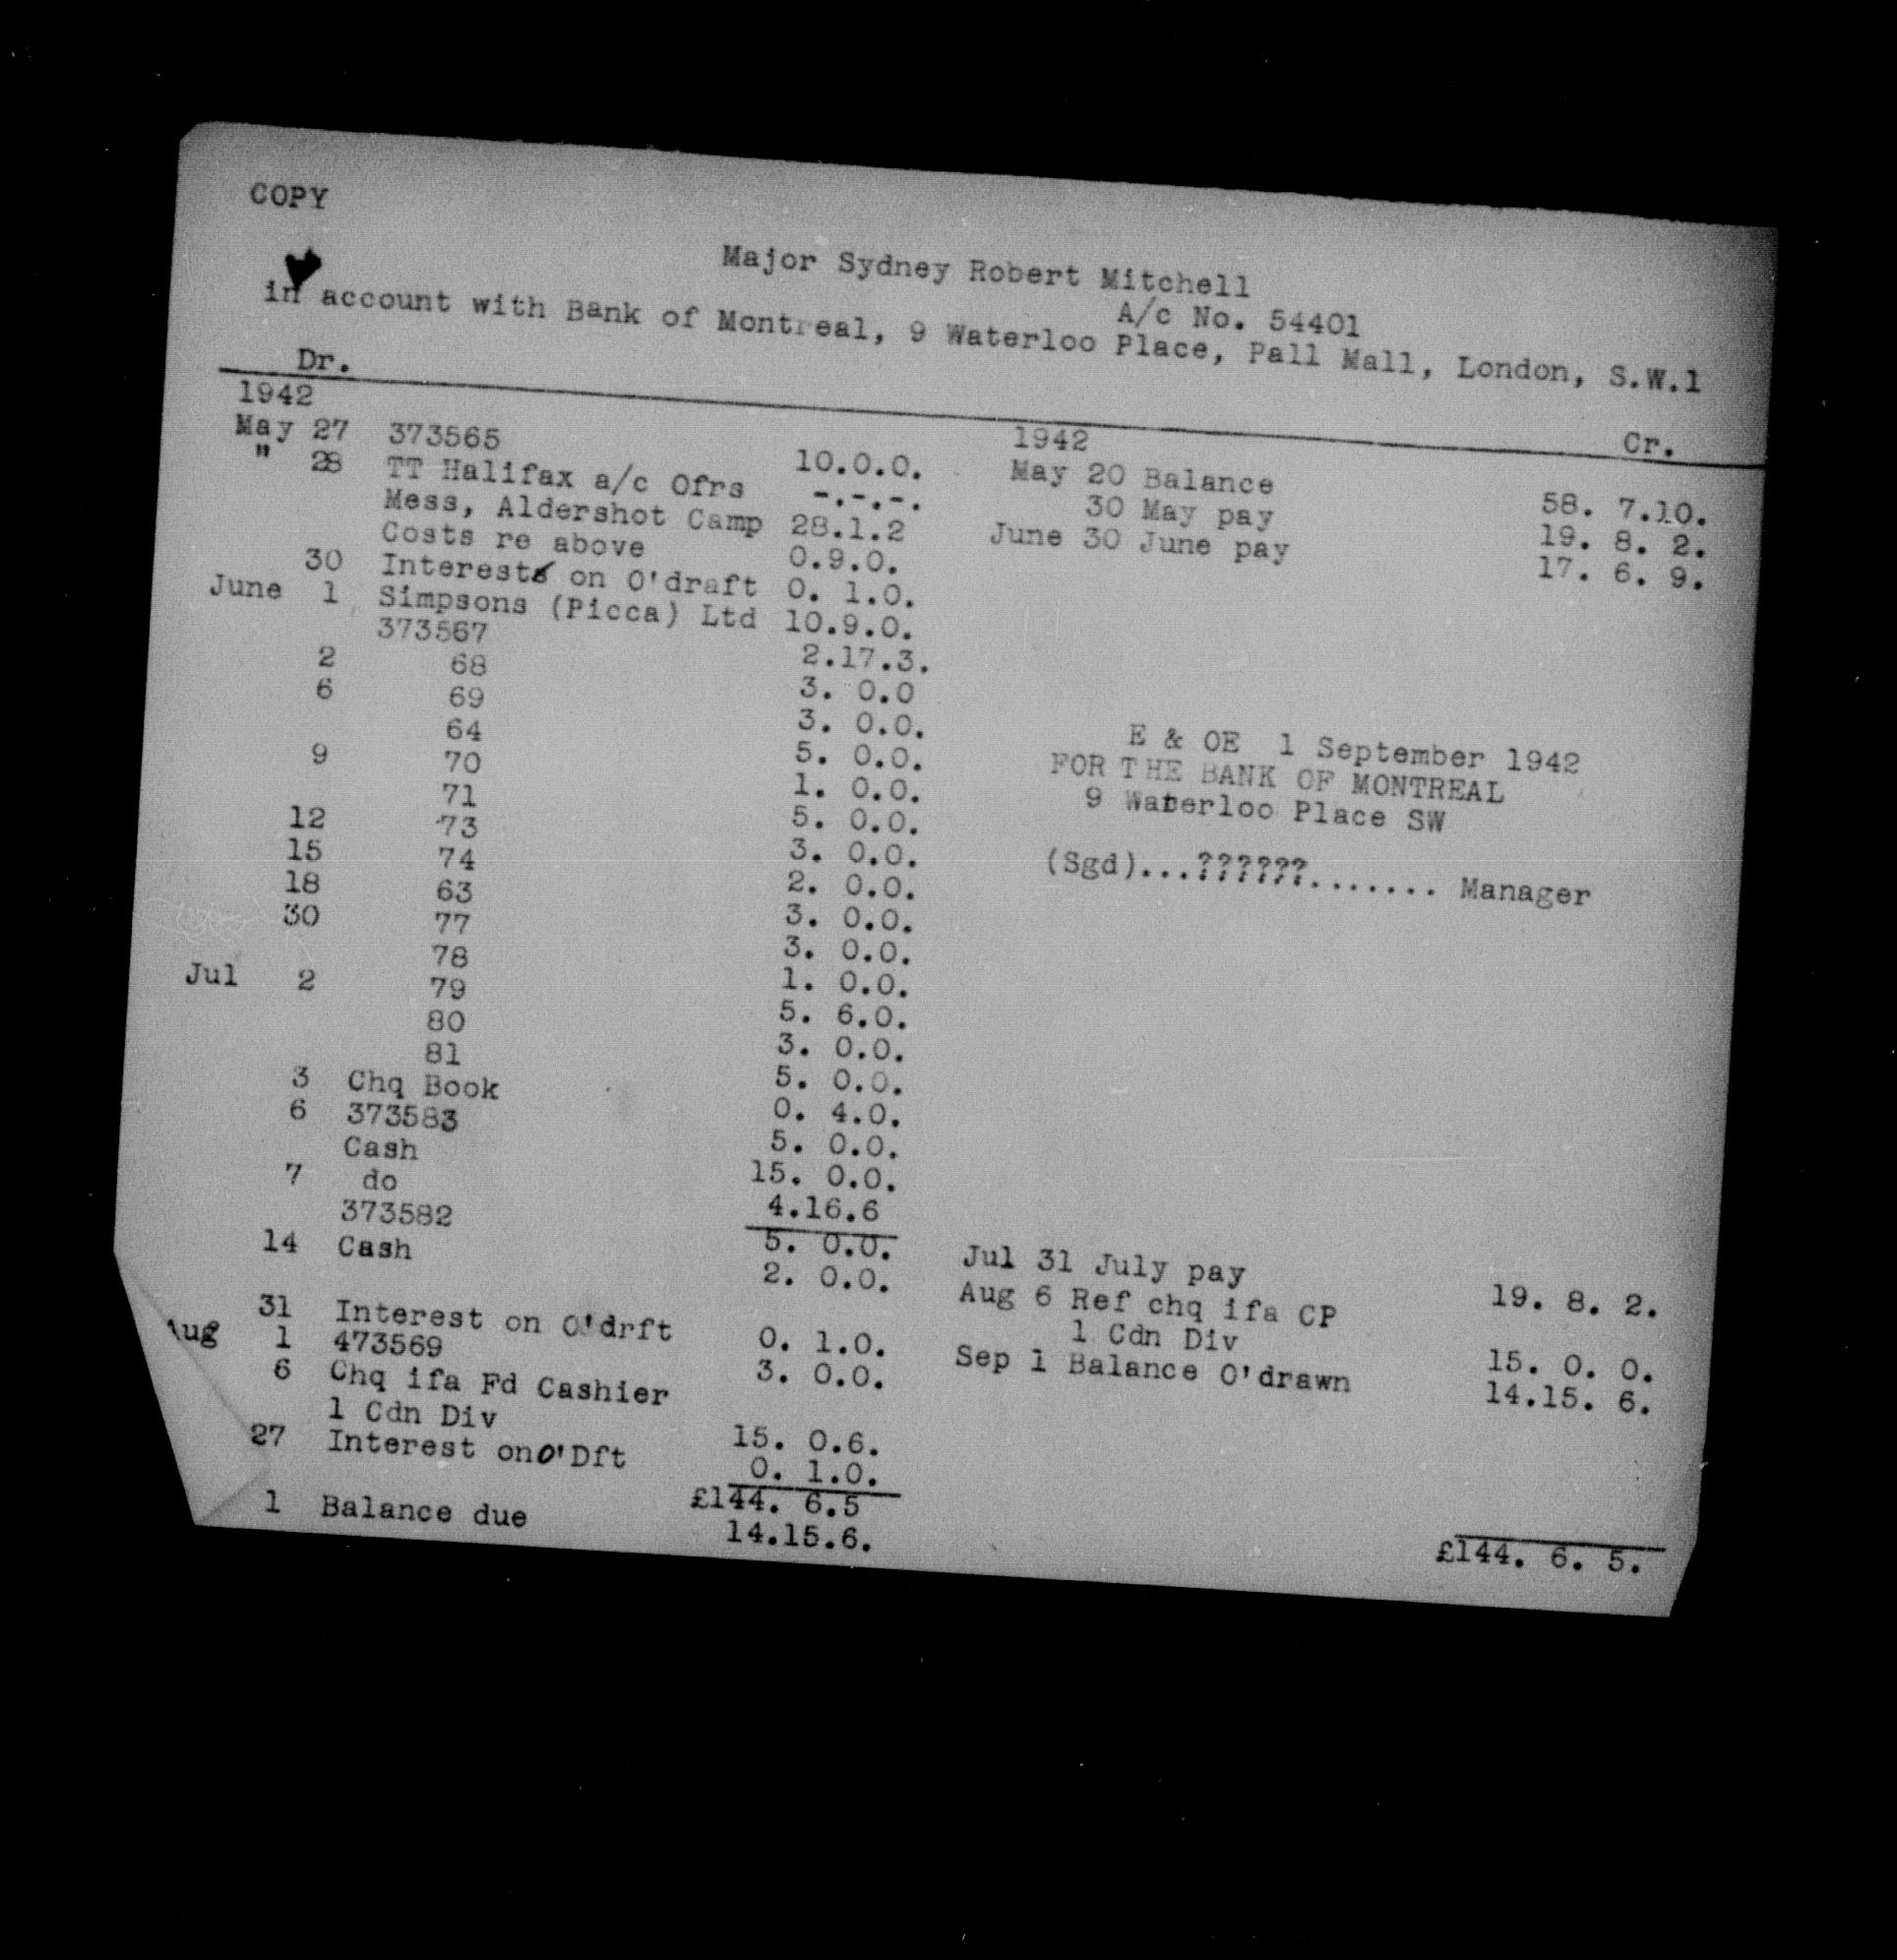 COPY
Major Sydney Robert Mitchell
A/c No. 54401
in account with Bank of Montreal, 9 Waterloo Place, Pall Mall, London, S.W.1
Dr. Cr.
1942 1942
May 27 373565 10.0.0. May 20 Balance 58. 7.10.
" 28 TT Halifax a/c Ofrs -.-.-. 30 May pay 19. 8. 2.
Mess, Aldershot Camp 28.1.2 June 30 June pay 17. 6. 9.
Costs re above 0.9.0.
30 Interests on O'draft 0. 1.0.
June 1 Simpsons (Picca) Ltd 10.9.0.
373567 2.17.3.
2 68 3. 0.0
6 69 3. 0.0.
64 5. 0.0.
9 70 1. 0.0.
71 5. 0.0.
12 73 3. 0.0.
15 74 2. 0.0.
18 63 3. 0.0.
30 77 3. 0.0.
78 1. 0.0.
Jul 2 79 5. 6.0.
80 3. 0.0.
81 5. 0.0.
3 Chq Book 0. 4.0.
6 373583 5. 0.0.
Cash 15. 0.0.
7 do 4.16.6
373582 5. 0.0.
14 Cash 2. 0.0.
E & OE 1 September 1942
FOR THE BANK OF MONTREAL
9 Waterloo Place SW
(Sgd)...??????....... Manager
Jul 31 July pay 19. 8. 2.
Aug 6 Ref chq ifa CP
1 Cdn Div 15. 0. 0.
Sep 1 Balance O'drawn 14.15. 6.
31 Interest on O'drft 0. 1.0.
Aug 1 473569 3. 0.0.
6 Chq ifa Fd Cashier
1 Cdn Div 15. 0.6.
27 Interest on O'Dft 0. 1.0.
£144. 6.5 £144. 6. 5.
1 Balance due 14.15.6.